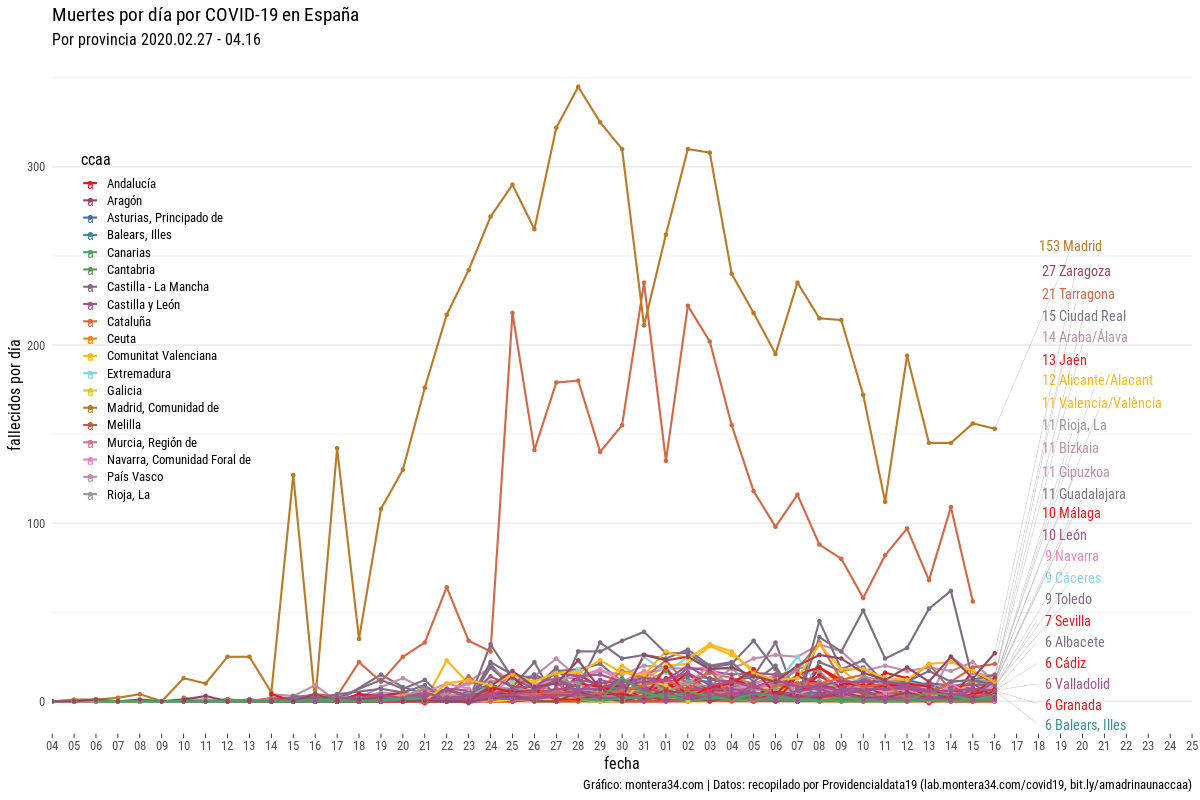 Muertes por día por COVID-19 en España
Por provincia 2020.02.27 - 04.16
fallecidos por día
300
200
100
0
ccaa
Andalucía
Aragón
Asturias, Principado de
Balears, Illes
Canarias
Cantabria
Castilla - La Mancha
Castilla y León
Cataluña
Ceuta
Comunitat Valenciana
Extremadura
Galicia
Madrid, Comunidad de
Melilla
Murcia, Región de
Navarra, Comunidad Foral de
País Vasco
Rioja, La
153 Madrid
27 Zaragoza
21 Tarragona
15 Ciudad Real
14 Araba/Álava
13 Jaén
12 Alicante/Alacant
11 Valencia/València
11 Rioja, La
11 Bizkaia
11 Gipuzkoa
11 Guadalajara
10 Málaga
10 León
9 Navarra
9 Cáceres
9 Toledo
7 Sevilla
6 Albacete
6 Cádiz
6 Valladolid
6 Granada
6 Balears, Illes
04 05 06 07 08 09 10 11 12 13 14 15 16 17 18 19 20 21 22 23 24 25 26 27 28 29 30 31 01 02 03 04 05 06 07 08 09 10 11 12 13 14 15 16 17 18 19 20 21 22 23 24 25
fecha
Gráfico: montera34.com | Datos: recopilado por Providencialdata19 (lab.montera34.com/covid19, bit.ly/amadrinaunaccaa)